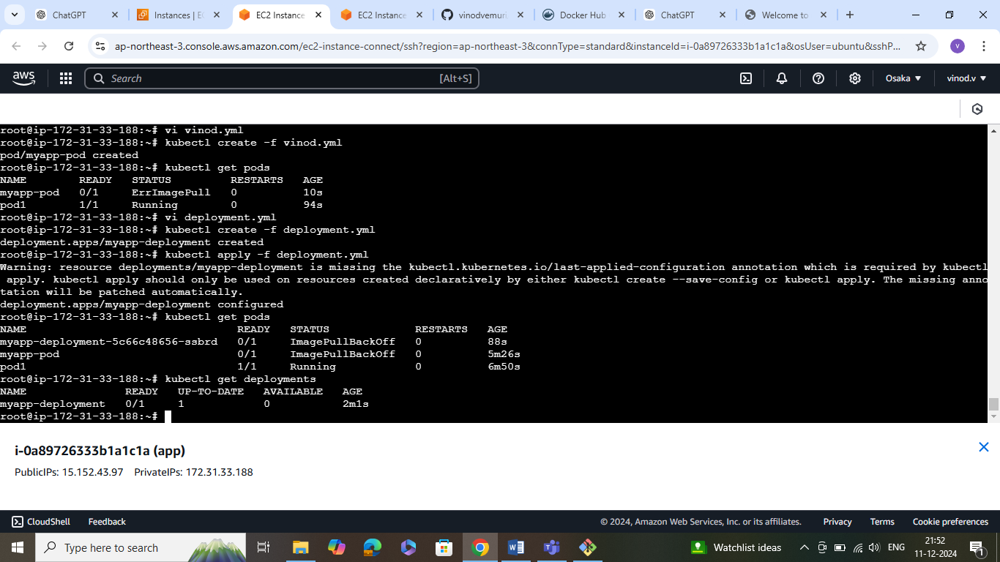 ChatGPT
Instances | E
EC2 Instance
EC2 Instance
vinodvemuri
Docker Hub
ChatGPT
Welcome to
ap-northeast-3.console.aws.amazon.com/ec2-instance-connect/ssh?region=ap-northeast-3&connType=standard&instanceId=i-0a89726333b1a1c1a&osUser=ubuntu&sshP...
V
aws
Search
[Alt+S]
Osaka
vinod.v
root@ip-172-31-33-188:~# vi vinod.yml
root@ip-172-31-33-188:~# kubectl create -f vinod.yml
pod/myapp-pod created
root@ip-172-31-33-188:~# kubectl get pods
NAME        READY   STATUS         RESTARTS   AGE
myapp-pod   0/1     ErrImagePull   0          10s
pod1        1/1     Running        0          94s
root@ip-172-31-33-188:~# vi deployment.yml
root@ip-172-31-33-188:~# kubectl create -f deployment.yml
deployment.apps/myapp-deployment created
root@ip-172-31-33-188:~# kubectl apply -f deployment.yml
Warning: resource deployments/myapp-deployment is missing the kubectl.kubernetes.io/last-applied-configuration annotation which is required by kubectl
 apply. kubectl apply should only be used on resources created declaratively by either kubectl create --save-config or kubectl apply. The missing anno
tation will be patched automatically.
deployment.apps/myapp-deployment configured
root@ip-172-31-33-188:~# kubectl get pods
NAME                                READY   STATUS             RESTARTS   AGE
myapp-deployment-5c66c48656-ssbrd   0/1     ImagePullBackOff   0          88s
myapp-pod                           0/1     ImagePullBackOff   0          5m26s
pod1                                1/1     Running            0          6m50s
root@ip-172-31-33-188:~# kubectl get deployments
NAME               READY   UP-TO-DATE   AVAILABLE   AGE
myapp-deployment   0/1     1            0           2m1s
root@ip-172-31-33-188:~#
i-0a89726333b1a1c1a (app)
PublicIPs: 15.152.43.97    PrivateIPs: 172.31.33.188
CloudShell
Feedback
© 2024, Amazon Web Services, Inc. or its affiliates.
Privacy
Terms
Cookie preferences
Type here to search
Watchlist ideas
ENG
21:52
11-12-2024
1